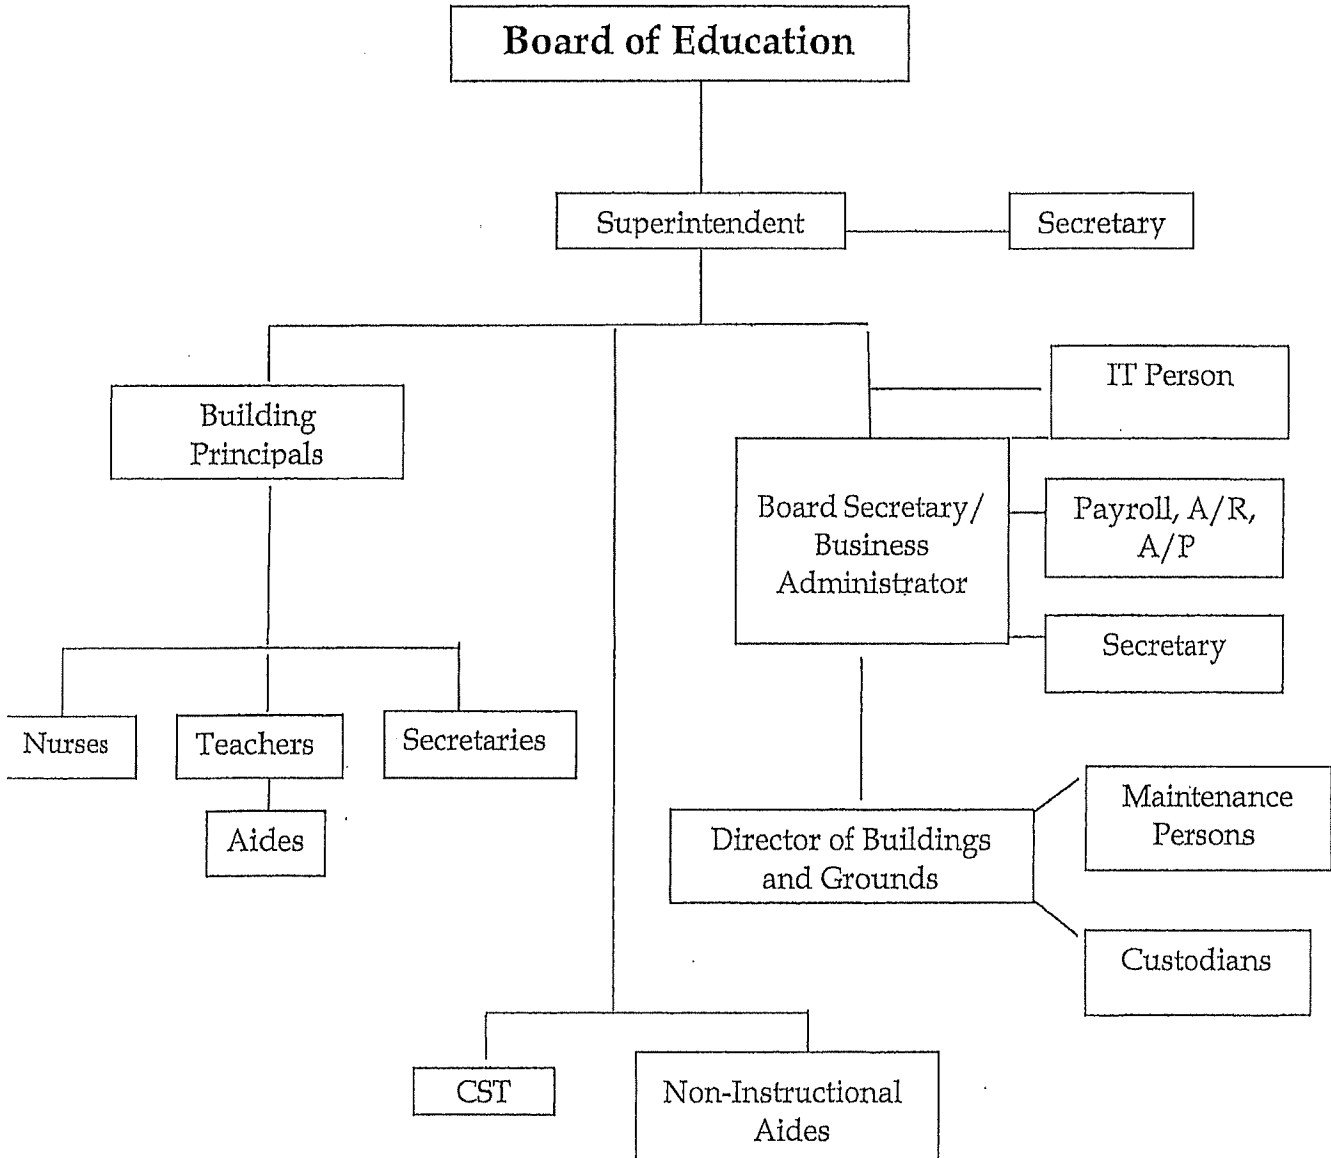 Board of Education
Superintendent
Secretary
IT Person
Building
Principals
Board Secretary/
Business
Administrator
Payroll, A/R,
A/P
Secretary
Nurses
Teachers
Secretaries
Aides
Director of Buildings
and Grounds
Maintenance
Persons
Custodians
CST
Non-Instructional
Aides